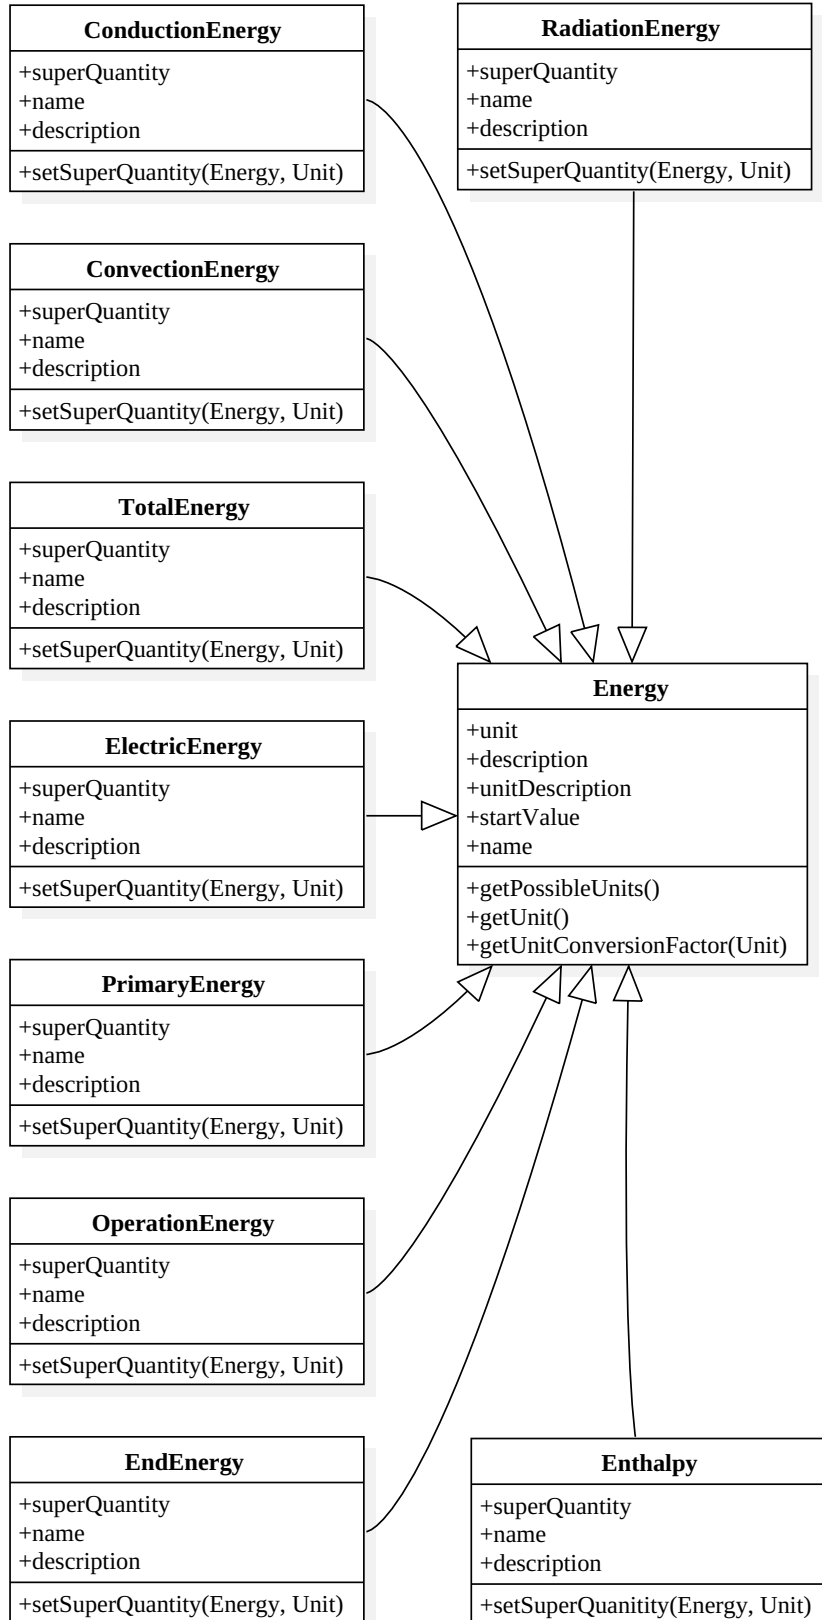 ConductionEnergy
+superQuantity
+name
+description
+setSuperQuantity(Energy, Unit)
RadiationEnergy
+superQuantity
+name
+description
+setSuperQuantity(Energy, Unit)
ConvectionEnergy
+superQuantity
+name
+description
+setSuperQuantity(Energy, Unit)
TotalEnergy
+superQuantity
+name
+description
+setSuperQuantity(Energy, Unit)
Energy
+unit
+description
+unitDescription
+startValue
+name
+getPossibleUnits()
+getUnit()
+getUnitConversionFactor(Unit)
ElectricEnergy
+superQuantity
+name
+description
+setSuperQuantity(Energy, Unit)
PrimaryEnergy
+superQuantity
+name
+description
+setSuperQuantity(Energy, Unit)
OperationEnergy
+superQuantity
+name
+description
+setSuperQuantity(Energy, Unit)
EndEnergy
+superQuantity
+name
+description
+setSuperQuantity(Energy, Unit)
Enthalpy
+superQuantity
+name
+description
+setSuperQuanitity(Energy, Unit)